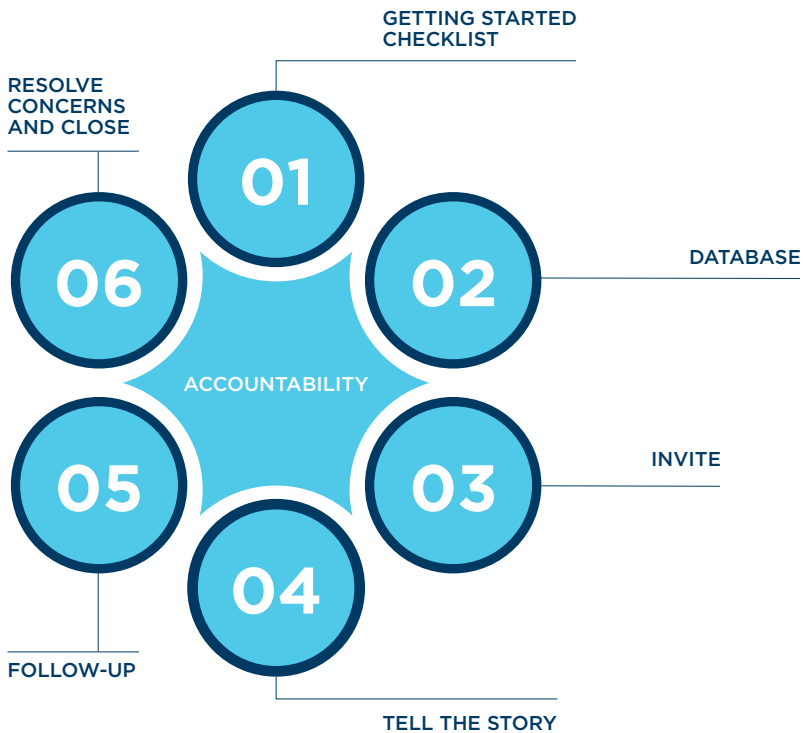 GETTING STARTED
CHECKLIST
01
DATABASE
02
INVITE
03
TELL THE STORY
04
FOLLOW-UP
05
RESOLVE
CONCERNS
AND CLOSE
06
ACCOUNTABILITY